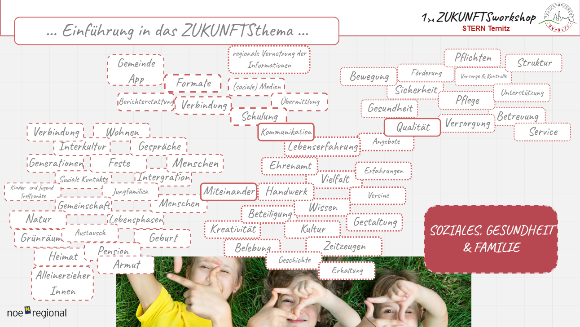 ... Einführung in das ZUKUNFTSthema ...
1. ZUKUNFTSworkshop
STERN Ternitz
Gemeinde
App
regionale Vernetzung der
Informationen
Formate
(soziale) Medien
Berichterstattung
Verbindung
Übermittlung
Schulung
Kommunikation
Lebenserfahrung
Pflichten
Struktur
Bewegung
Förderung
Vorsorge & Kontrolle
Sicherheit
Unterstützung
Pflege
Gesundheit
Betreuung
Versorgung
Qualität
Service
Angebote
Verbindung
Wohnen
Interkultur
Gespräche
Generationen
Feste
Menschen
Soziale Kontakte
Intergration
Kinder und Jugend
Jungfamilien
Gemeinschaft
Menschen
Lebensphasen
Natur
Austausch
Grünraum
Geburt
Pension
Heimat
Armut
Alleinerzieher
Innen
Ehrenamt
Vielfalt
Erfahrungen
Miteinander
Handwerk
Vereine
Wissen
Beteiligung
Gestaltung
Kreativität
Kultur
Belebung
Zeitzeugen
Geschichte
Erhaltung
SOZIALES, GESUNDHEIT
& FAMILIE
noe regional